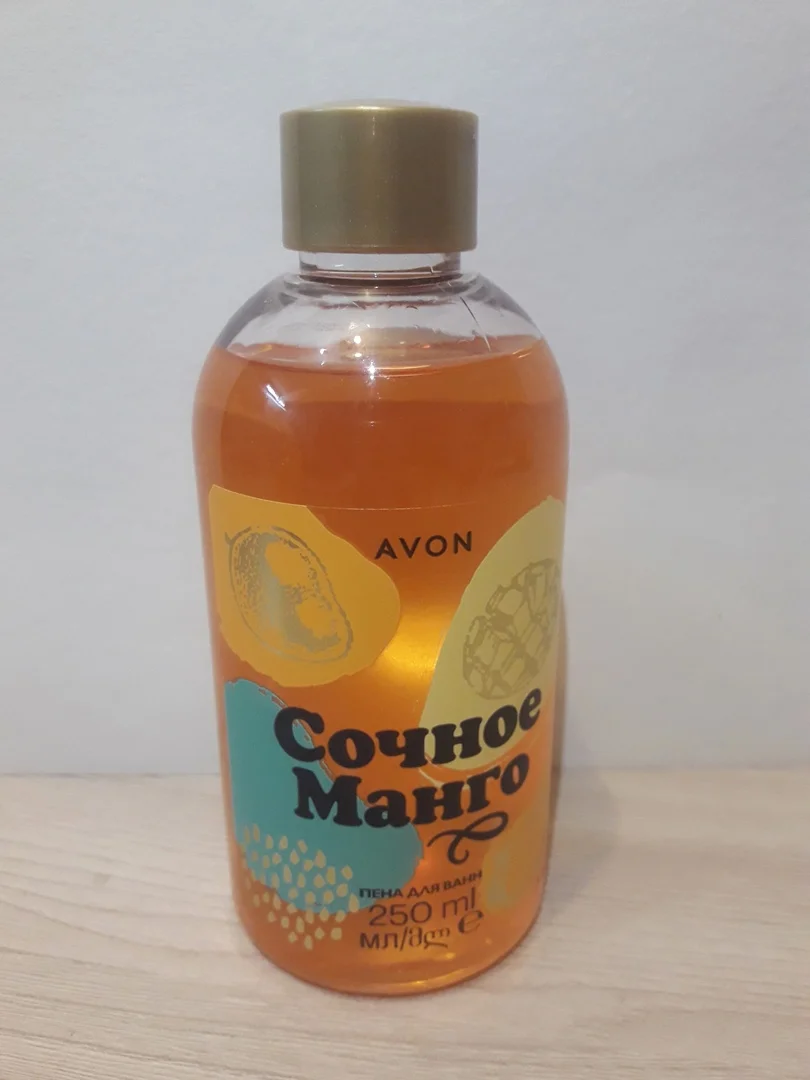 AVON
Сочное
Манго
ПЕНА ДЛЯ ВАНН
250 ml
МЛ/მლ e